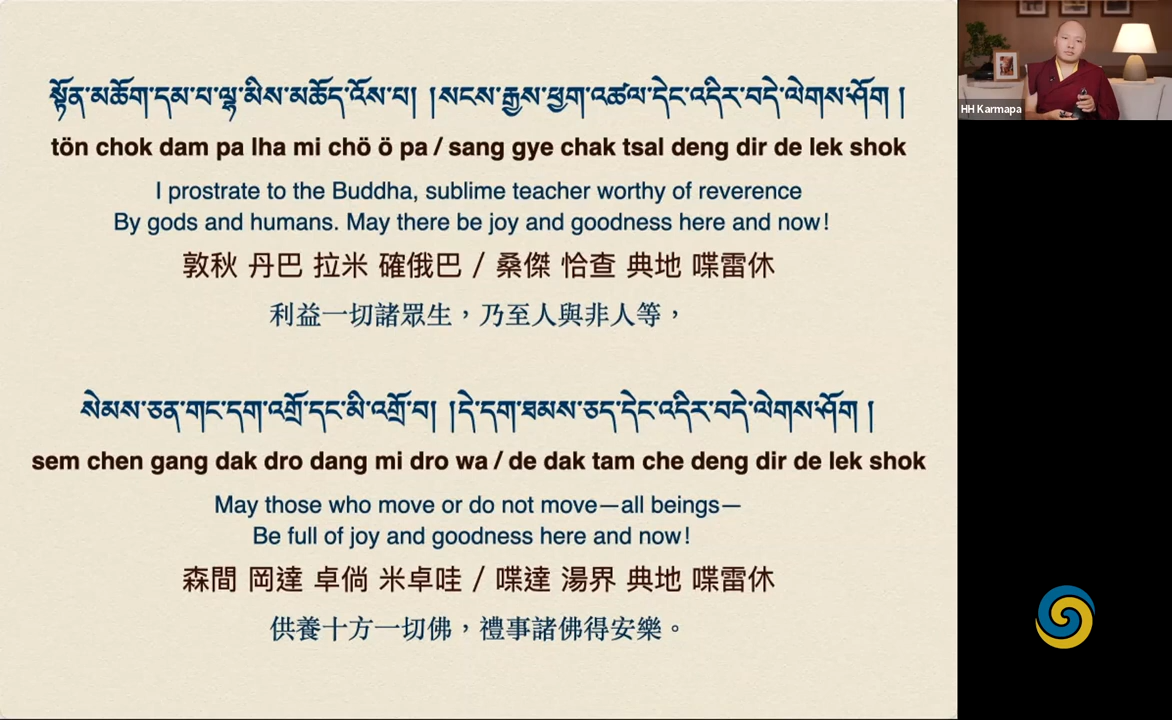 སྟོན་མཆོག་དམ་པ་ལྷ་མིས་མཆོད་འོས་པ། །སངས་རྒྱས་ཕྱག་འཚལ་དེང་འདིར་བདེ་ལེགས་ཤོག །
tön chok dam pa lha mi chö ö pa / sang gye chak tsal deng dir de lek shok
I prostrate to the Buddha, sublime teacher worthy of reverence
By gods and humans. May there be joy and goodness here and now!
敦秋 丹巴 拉米 確俄巴 / 桑傑 恰查 典地 喋雷休
利益一切諸眾生，乃至人與非人等，
སེམས་ཅན་གང་དག་འགྲོ་དང་མི་འགྲོ་བ། །དེ་དག་ཐམས་ཅད་དེང་འདིར་བདེ་ལེགས་ཤོག །
sem chen gang dak dro dang mi dro wa / de dak tam che deng dir de lek shok
May those who move or do not move—all beings—
Be full of joy and goodness here and now!
森間 岡達 卓倘 米卓哇 / 喋達 湯界 典地 喋雷休
供養十方一切佛，禮事諸佛得安樂。
HH Karmapa